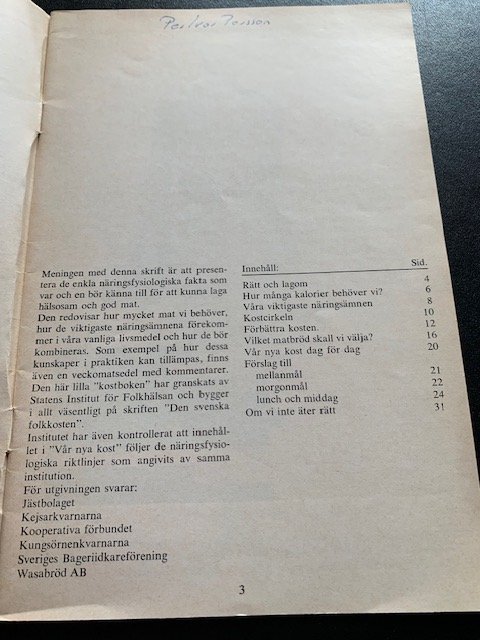 Per Ivar Persson
Meningen med denna skrift är att presen-
tera de enkla näringsfysiologiska fakta som
var och en bör känna till för att kunna laga
hälsosam och god mat.
Den redovisar hur mycket mat vi behöver,
hur de viktigaste näringsämnena förekom-
mer i våra vanliga livsmedel och hur de bör
kombineras. Som exempel på hur dessa
kunskaper i praktiken kan tillämpas, finns
även en veckomatsedel med kommentarer.
Den här lilla "kostboken" har granskats av
Statens Institut för Folkhälsan och bygger
i allt väsentligt på skriften "Den svenska
folkkosten".
Institutet har även kontrollerat att innehål-
let i "Vår nya kost" följer de näringsfysio-
logiska riktlinjer som angivits av samma
institution.
För utgivningen svarar:
Jästbolaget
Kejsarkvarnarna
Kooperativa förbundet
Kungsörnenkvarnarna
Sveriges Bageriidkareförening
Wasabröd AB
Innehåll: Sid.
Rätt och lagom 4
Hur många kalorier behöver vi? 6
Våra viktigaste näringsämnen 8
Kostcirkeln 10
Förbättra kosten. 12
Vilket matbröd skall vi välja? 16
Vår nya kost dag för dag 20
Förslag till
mellanmål 21
morgonmål 22
lunch och middag 24
Om vi inte äter rätt 31
3